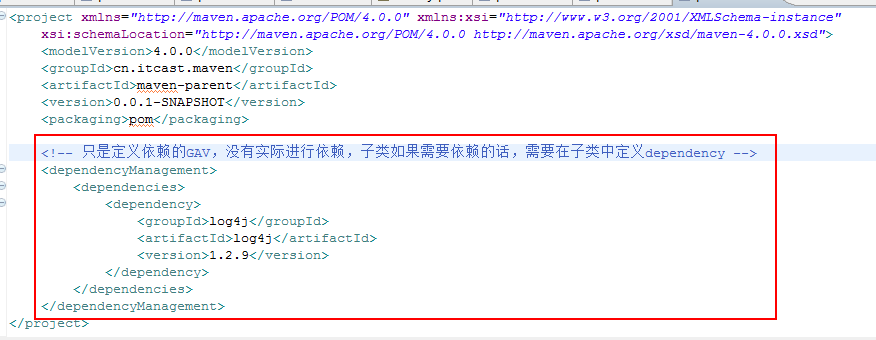 <project xmlns="http://maven.apache.org/POM/4.0.0" xmlns:xsi="http://www.w3.org/2001/XMLSchema-instance"
xsi:schemaLocation="http://maven.apache.org/POM/4.0.0 http://maven.apache.org/xsd/maven-4.0.0.xsd">
<modelVersion>4.0.0</modelVersion>
<groupId>cn.itcast.maven</groupId>
<artifactId>maven-parent</artifactId>
<version>0.0.1-SNAPSHOT</version>
<packaging>pom</packaging>
<!-- 只是定义依赖的GAV，没有实际进行依赖，子类如果需要依赖的话，需要在子类中定义dependency -->
<dependencyManagement>
<dependencies>
<dependency>
<groupId>log4j</groupId>
<artifactId>log4j</artifactId>
<version>1.2.9</version>
</dependency>
</dependencies>
</dependencyManagement>
</project>